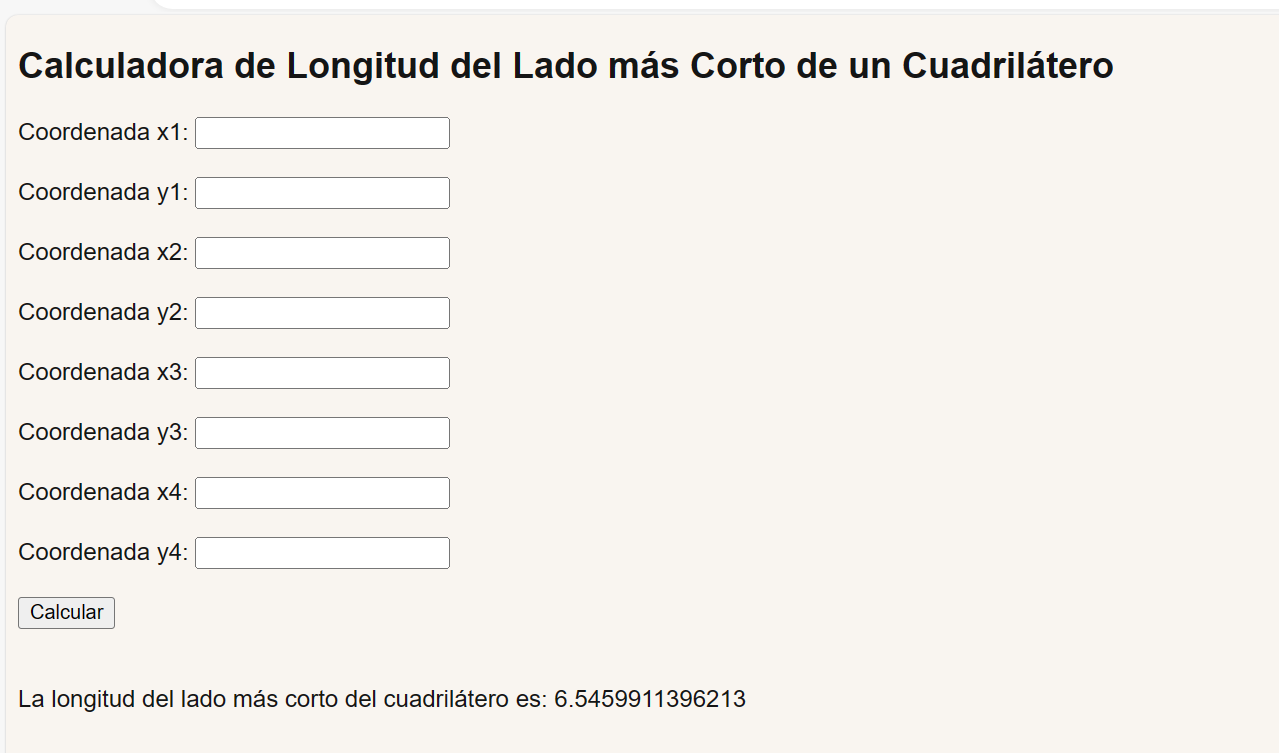 Calculadora de Longitud del Lado más Corto de un Cuadrilátero
Coordenada x1:
Coordenada y1:
Coordenada x2:
Coordenada y2:
Coordenada x3:
Coordenada y3:
Coordenada x4:
Coordenada y4:
Calcular
La longitud del lado más corto del cuadrilátero es: 6.5459911396213